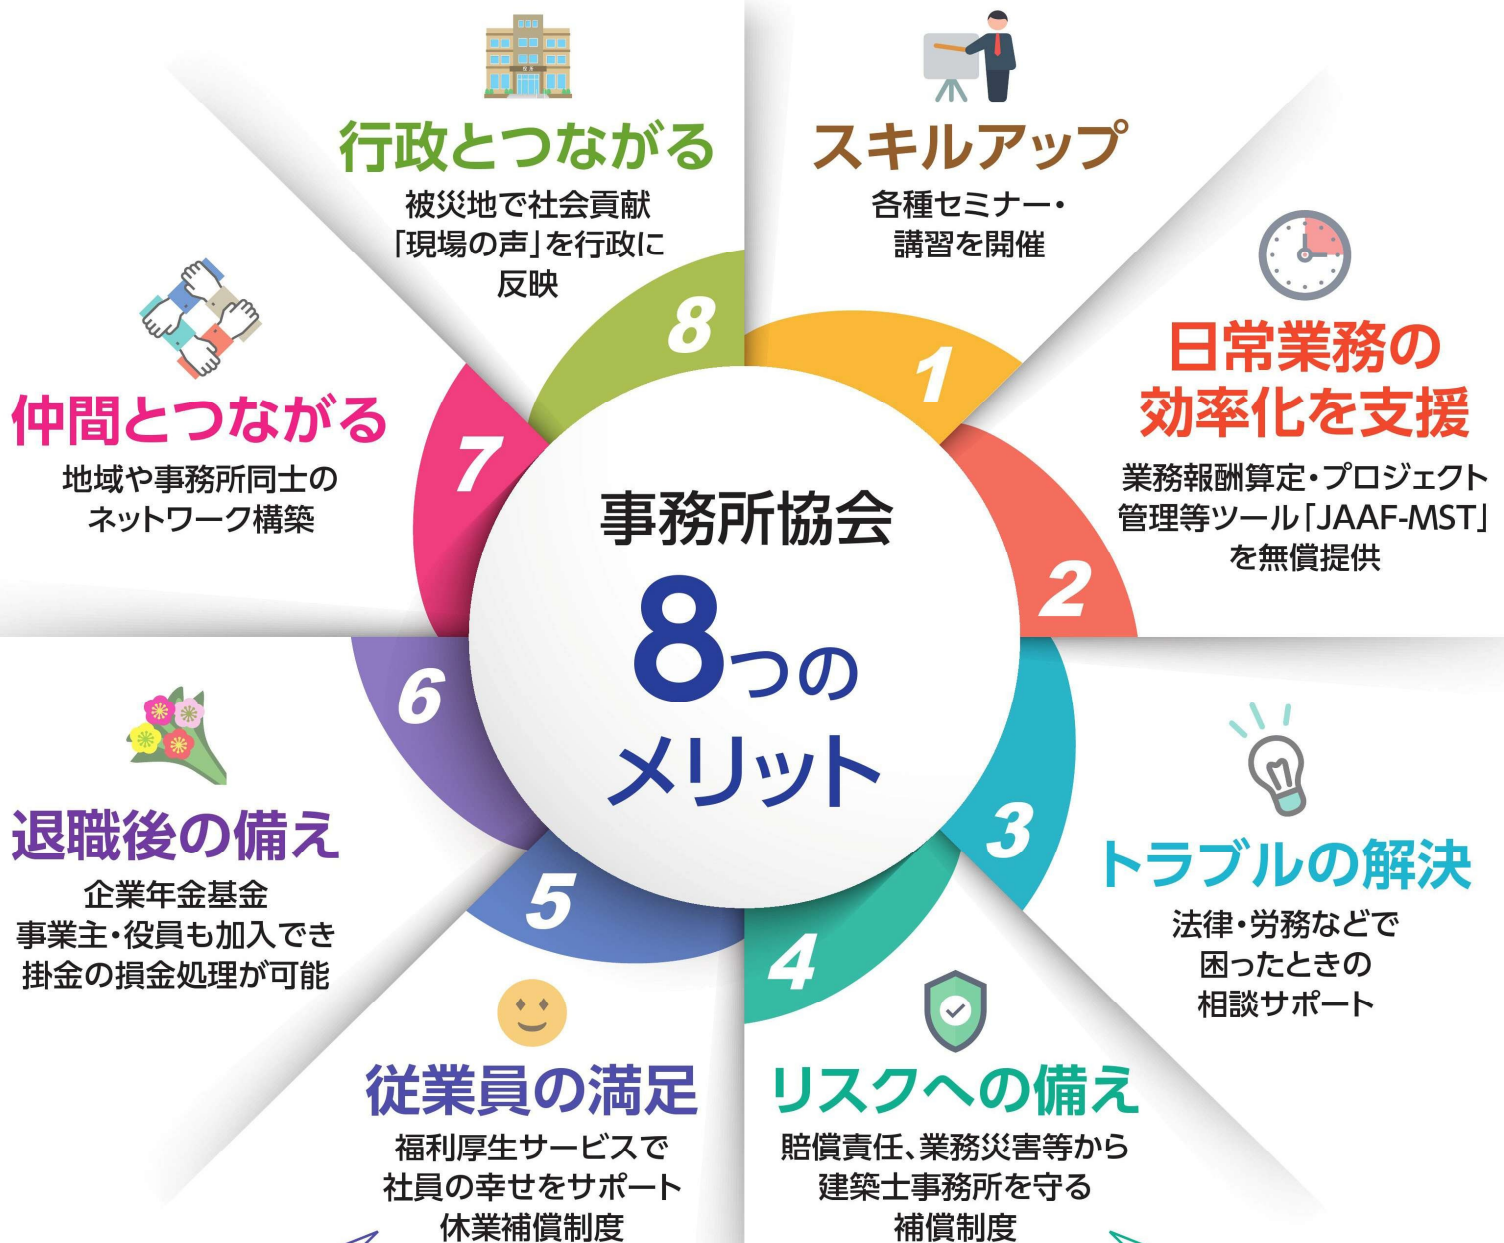 事務所協会
8つの
メリット
1
スキルアップ
各種セミナー・
講習を開催
2
日常業務の
効率化を支援
業務報酬算定・プロジェクト
管理等ツール「JAAF-MST」
を無償提供
3
トラブルの解決
法律・労務などで
困ったときの
相談サポート
4
リスクへの備え
賠償責任、業務災害等から
建築士事務所を守る
補償制度
5
従業員の満足
福利厚生サービスで
社員の幸せをサポート
休業補償制度
6
退職後の備え
企業年金基金
事業主・役員も加入でき
掛金の損金処理が可能
7
仲間とつながる
地域や事務所同士の
ネットワーク構築
8
行政とつながる
被災地で社会貢献
「現場の声」を行政に
反映